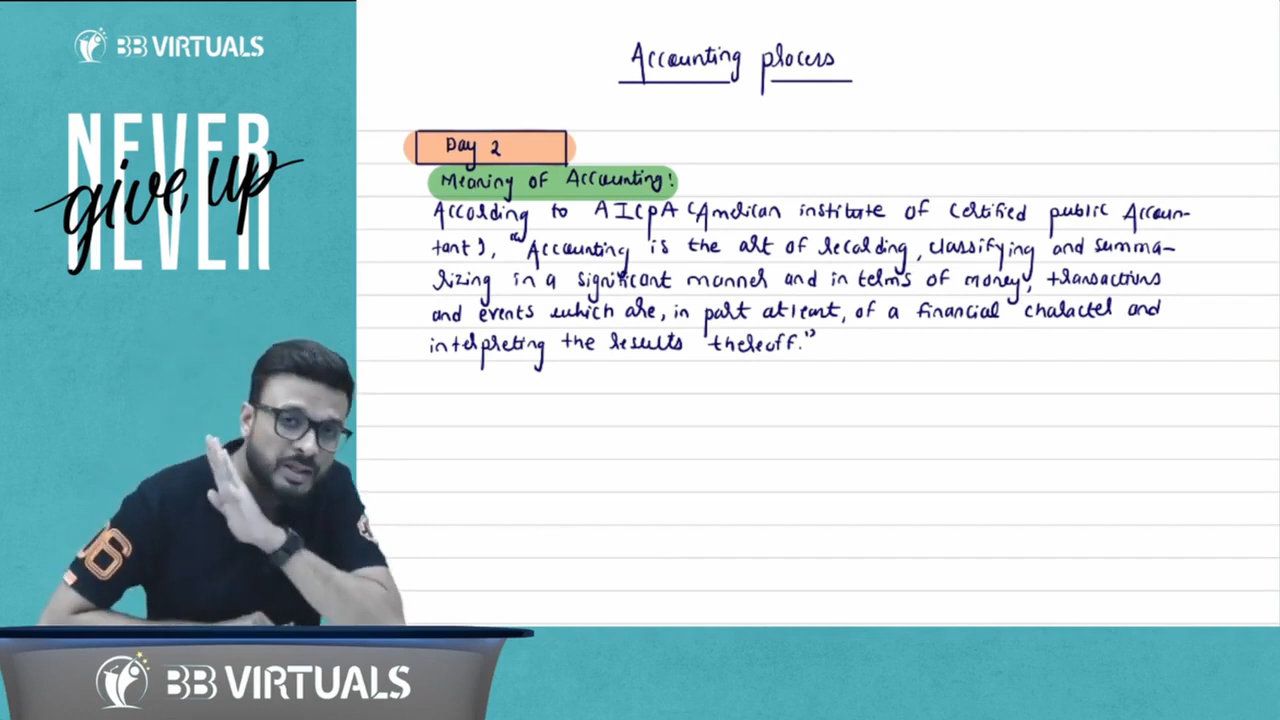 BB VIRTUALS
NEVER
give up
NEVER
Accounting process
Day 2
Meaning of Accounting:
According to AICPA (American institute of Certified public Accoun-
tant), "Accounting is the art of recording, classifying and summa-
rizing in a significant manner and in terms of money, transactions
and events which are, in part atleast, of a financial character and
interpreting the results thereoff."
06
BB VIRTUALS